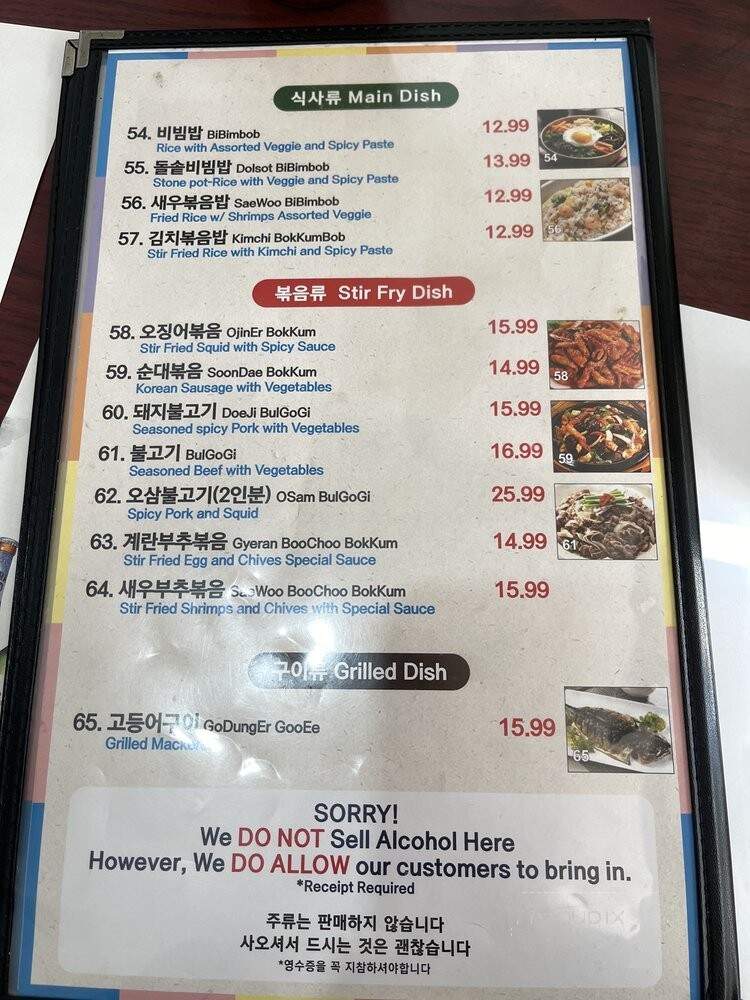 식사류 Main Dish
54. 비빔밥 BiBimbob 12.99
Rice with Assorted Veggie and Spicy Paste
54
55. 돌솥비빔밥 Dolsot BiBimbob 13.99
Stone pot-Rice with Veggie and Spicy Paste
56. 새우볶음밥 SaeWoo BiBimbob 12.99
Fried Rice w/ Shrimps Assorted Veggie
56
57. 김치볶음밥 Kimchi BokKumBob 12.99
Stir Fried Rice with Kimchi and Spicy Paste
볶음류 Stir Fry Dish
58. 오징어볶음 OjinEr BokKum 15.99
Stir Fried Squid with Spicy Sauce
58
59. 순대볶음 SoonDae BokKum 14.99
Korean Sausage with Vegetables
60. 돼지불고기 DoeJi BulGoGi 15.99
Seasoned spicy Pork with Vegetables
59
61. 불고기 BulGoGi 16.99
Seasoned Beef with Vegetables
62. 오삼불고기(2인분) OSam BulGoGi 25.99
Spicy Pork and Squid
61
63. 계란부추볶음 Gyeran BooChoo BokKum 14.99
Stir Fried Egg and Chives Special Sauce
64. 새우부추볶음 SaeWoo BooChoo BokKum 15.99
Stir Fried Shrimps and Chives with Special Sauce
구이류 Grilled Dish
65. 고등어구이 GoDungEr GooEe 15.99
Grilled
65
SORRY!
We DO NOT Sell Alcohol Here
However, We DO ALLOW our customers to bring in.
*Receipt Required
주류는 판매하지 않습니다
사오셔서 드시는 것은 괜찮습니다
*영수증을 꼭 지참하셔야합니다